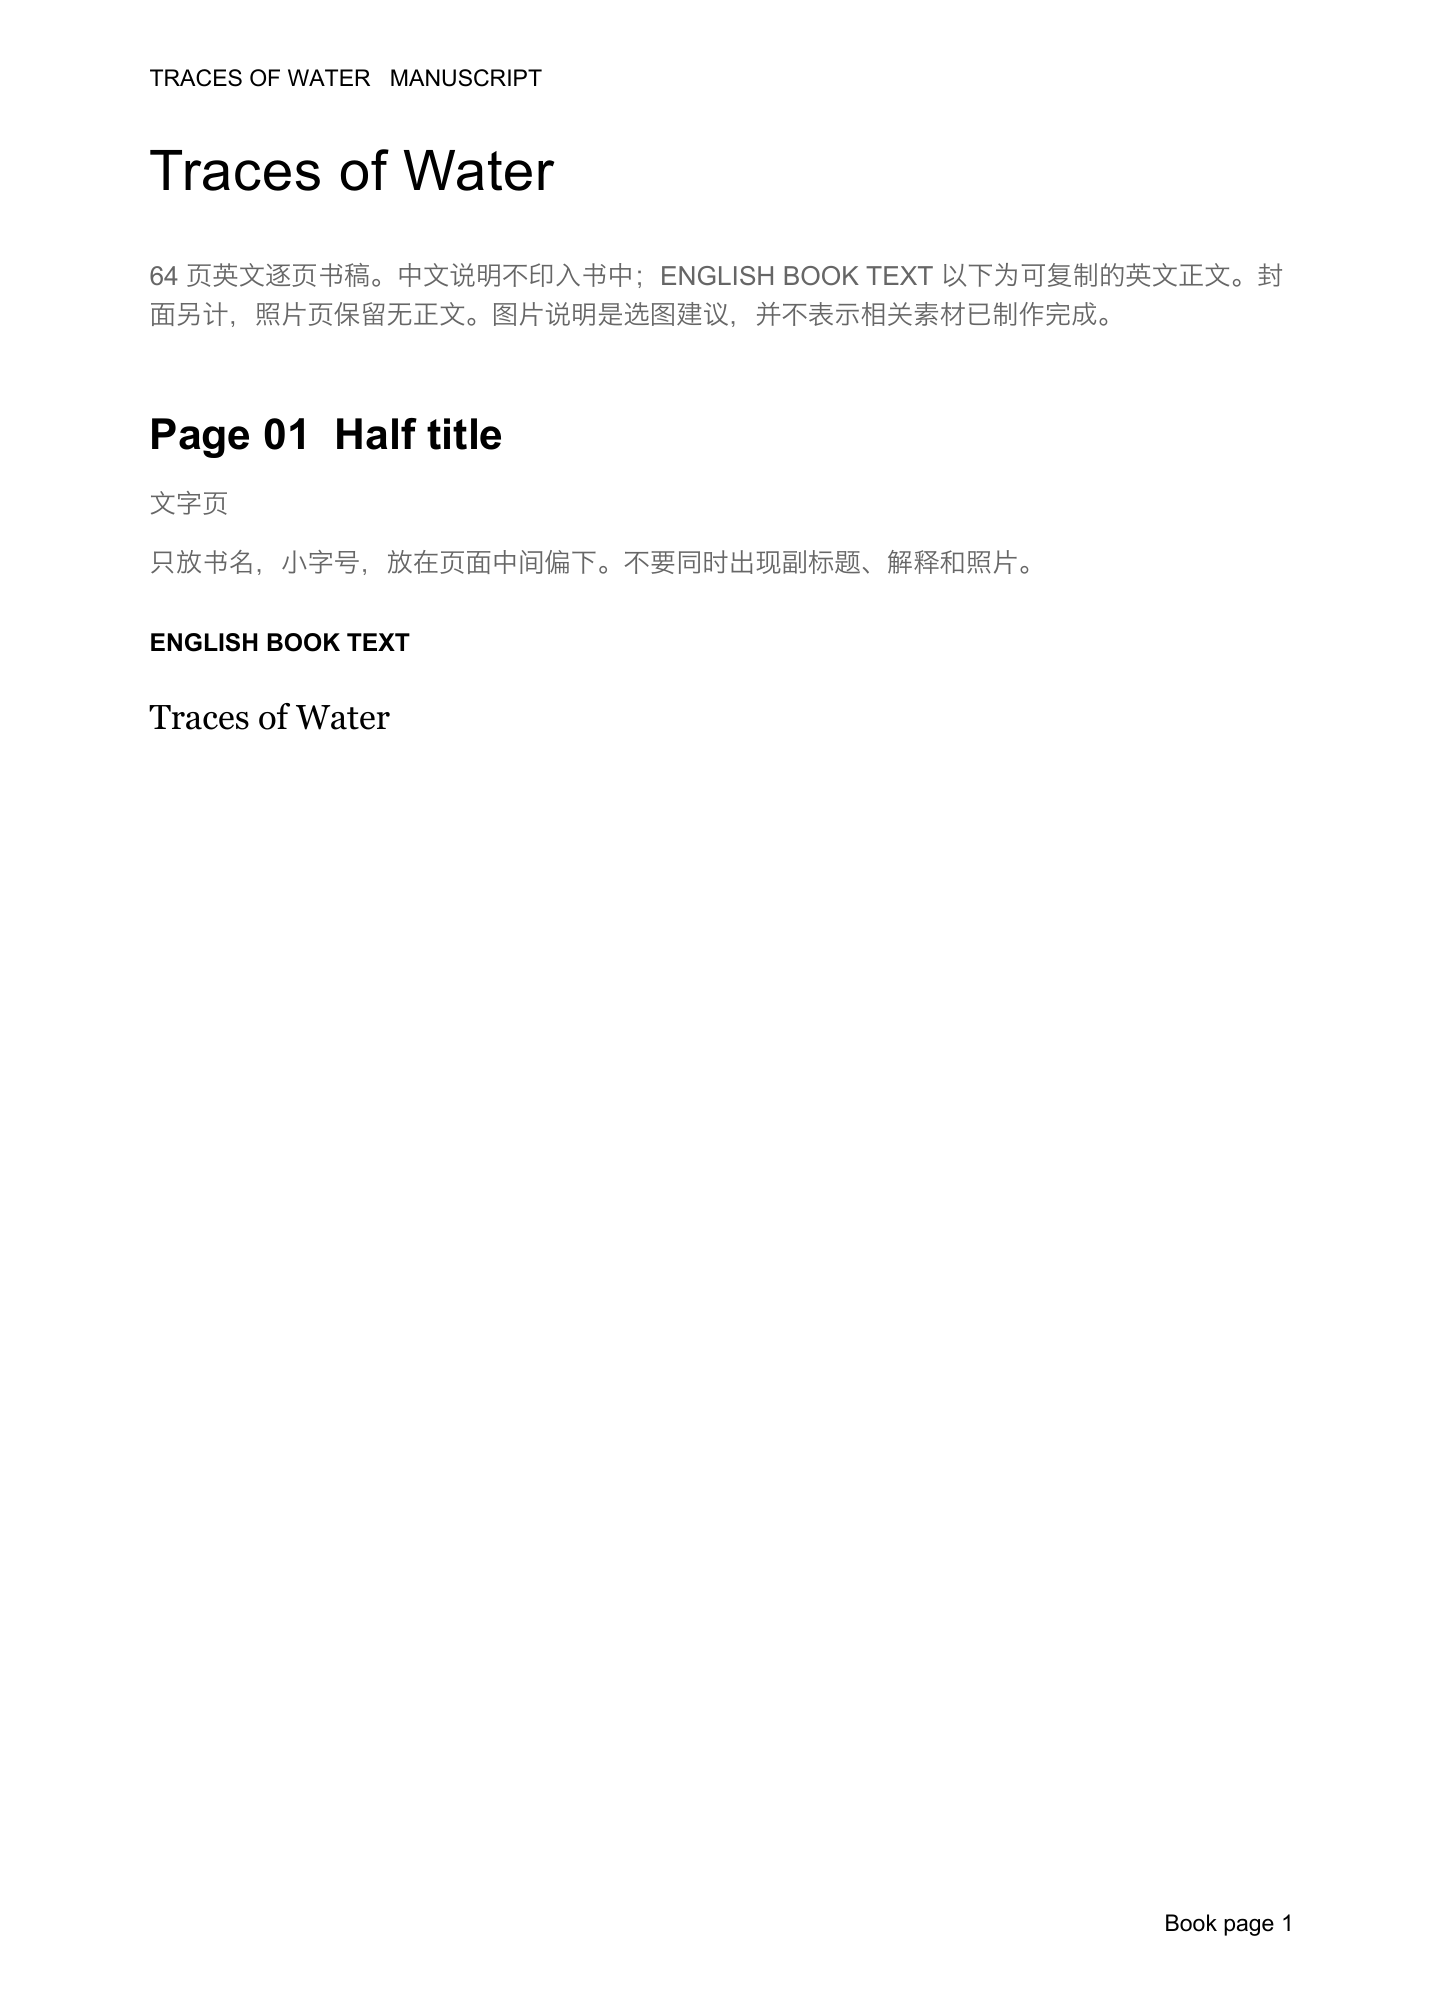 TRACES OF WATER   MANUSCRIPT
Traces of Water
64 页英文逐页书稿。中文说明不印入书中；ENGLISH BOOK TEXT 以下为可复制的英文正文。封
面另计，照片页保留无正文。图片说明是选图建议，并不表示相关素材已制作完成。
Page 01  Half title
文字页
只放书名，小字号，放在页面中间偏下。不要同时出现副标题、解释和照片。
ENGLISH BOOK TEXT
Traces of Water
Book page 1